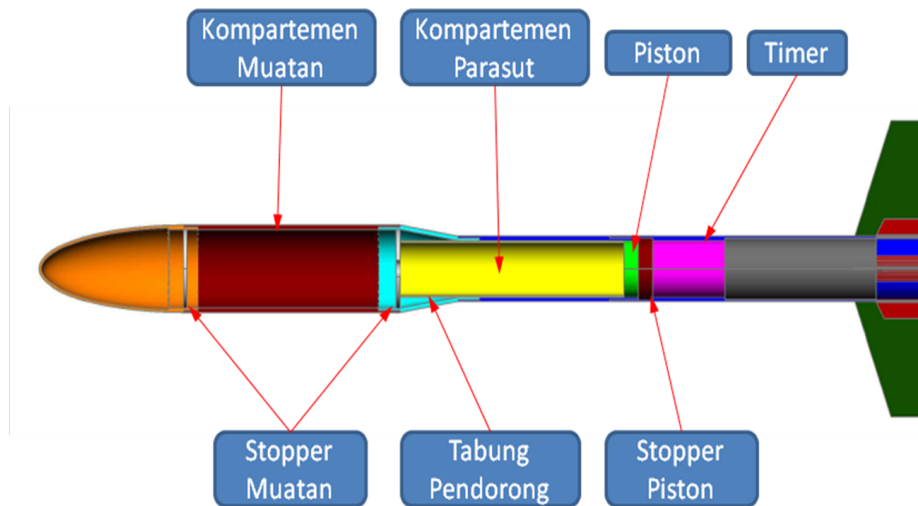 Kompartemen
Muatan
Kompartemen
Parasut
Piston
Timer
Stopper
Muatan
Tabung
Pendorong
Stopper
Piston